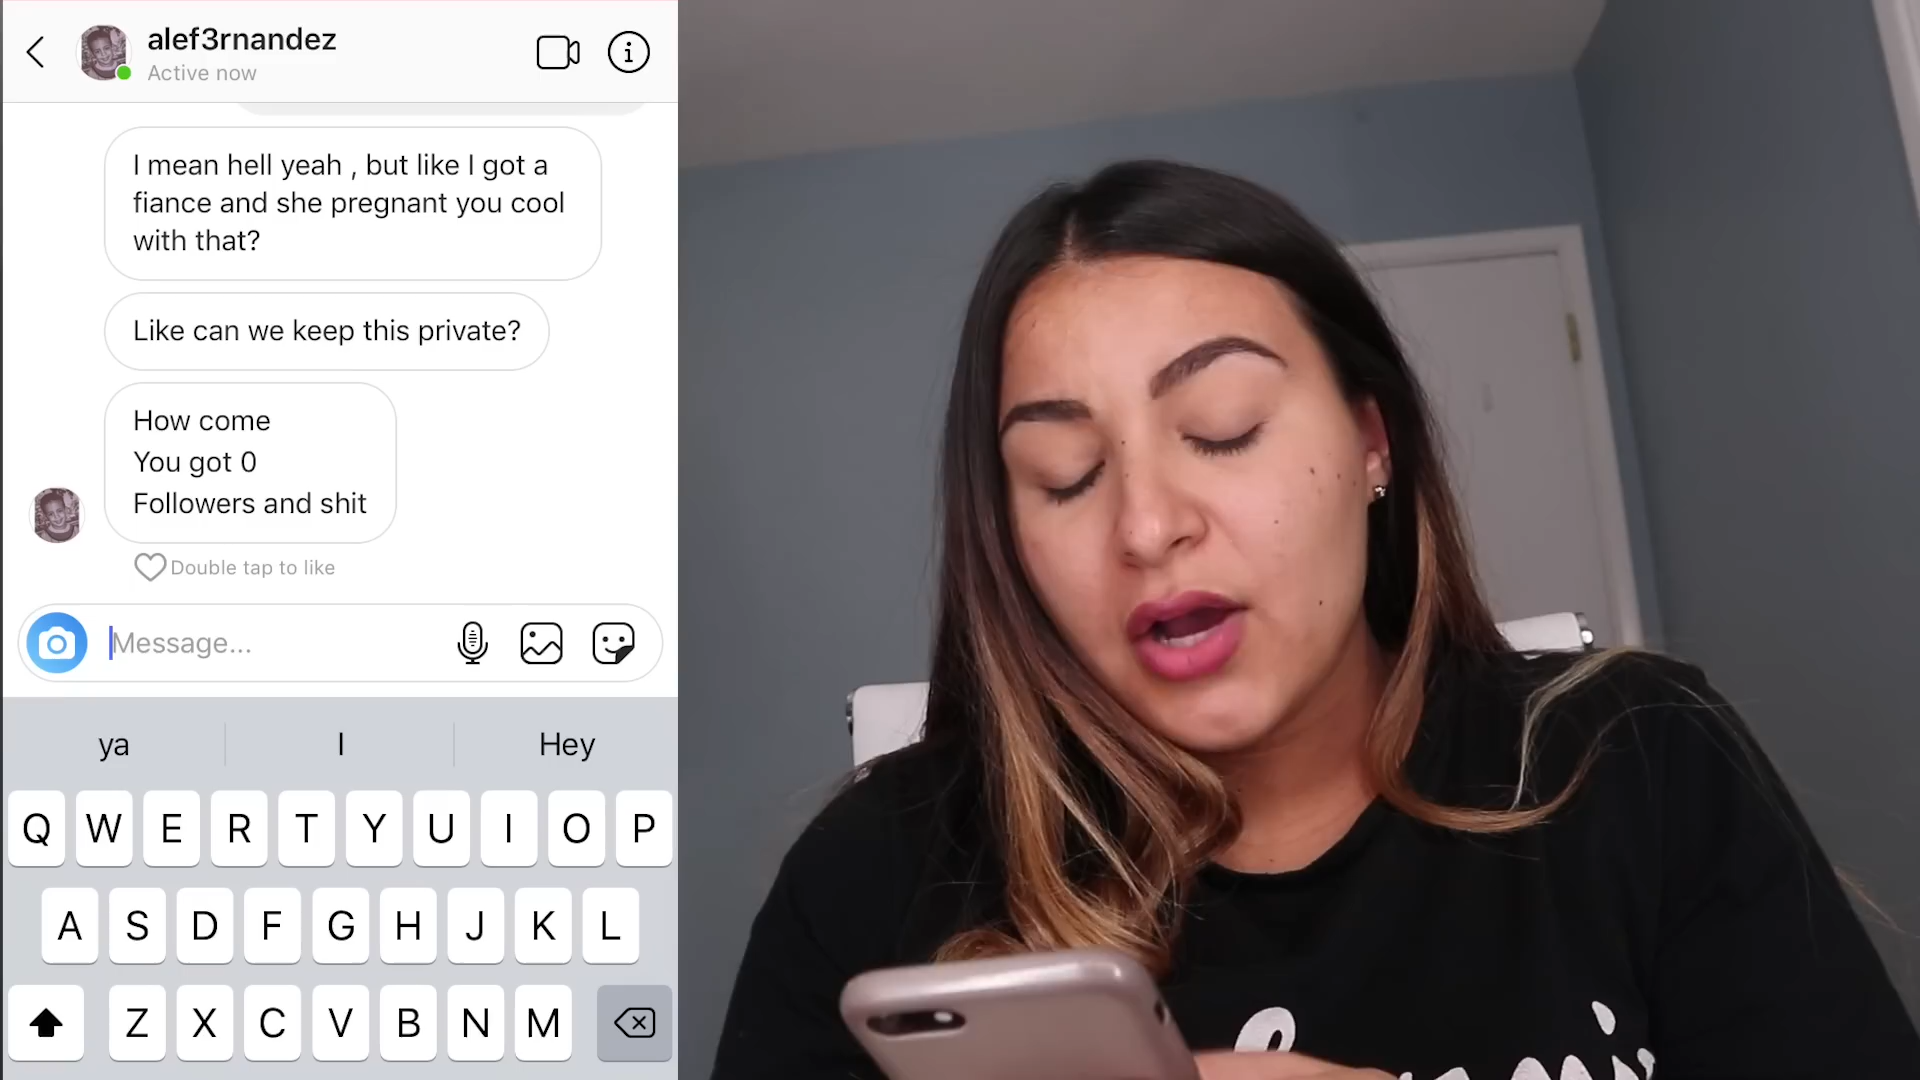 alef3rnandez
Active now
I mean hell yeah , but like I got a
fiance and she pregnant you cool
with that?
Like can we keep this private?
How come
You got 0
Followers and shit
Double tap to like
Message...
ya I Hey
Q W E R T Y U I O P
A S D F G H J K L
Z X C V B N M